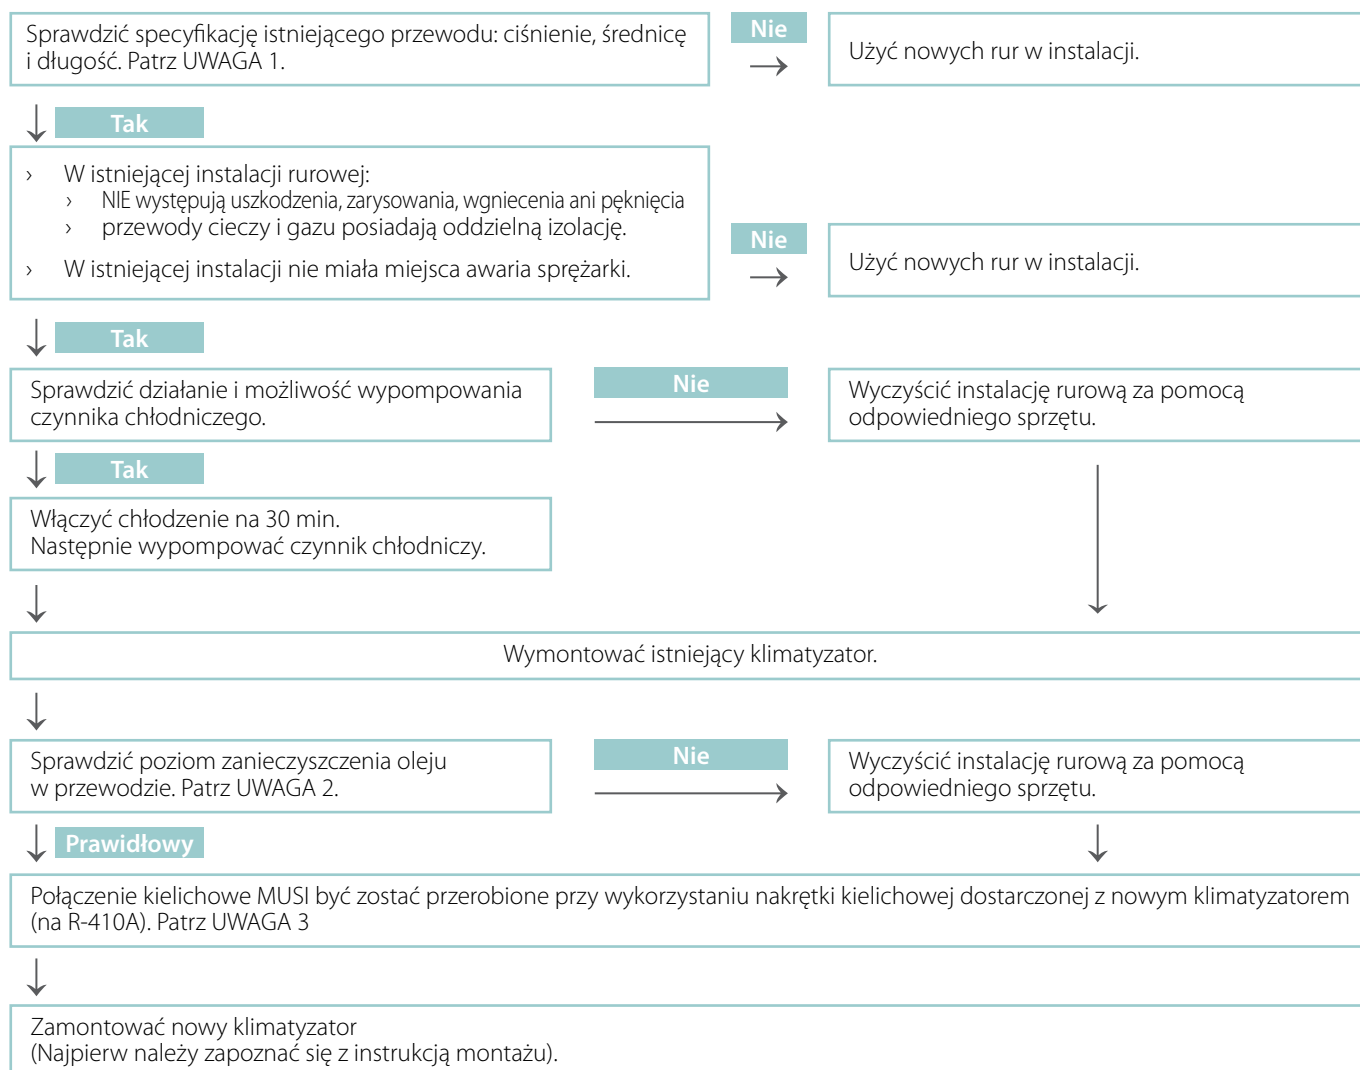 Sprawdzić specyfikację istniejącego przewodu: ciśnienie, średnicę
i długość. Patrz UWAGA 1.
Nie
Użyć nowych rur w instalacji.
Tak
› W istniejącej instalacji rurowej:
› NIE występują uszkodzenia, zarysowania, wgniecenia ani pęknięcia
› przewody cieczy i gazu posiadają oddzielną izolację.
› W istniejącej instalacji nie miała miejsca awaria sprężarki.
Nie
Użyć nowych rur w instalacji.
Tak
Sprawdzić działanie i możliwość wypompowania
czynnika chłodniczego.
Nie
Wyczyścić instalację rurową za pomocą
odpowiedniego sprzętu.
Tak
Włączyć chłodzenie na 30 min.
Następnie wypompować czynnik chłodniczy.
Wymontować istniejący klimatyzator.
Sprawdzić poziom zanieczyszczenia oleju
w przewodzie. Patrz UWAGA 2.
Nie
Wyczyścić instalację rurową za pomocą
odpowiedniego sprzętu.
Prawidłowy
Połączenie kielichowe MUSI być zostać przerobione przy wykorzystaniu nakrętki kielichowej dostarczonej z nowym klimatyzatorem
(na R-410A). Patrz UWAGA 3
Zamontować nowy klimatyzator
(Najpierw należy zapoznać się z instrukcją montażu).